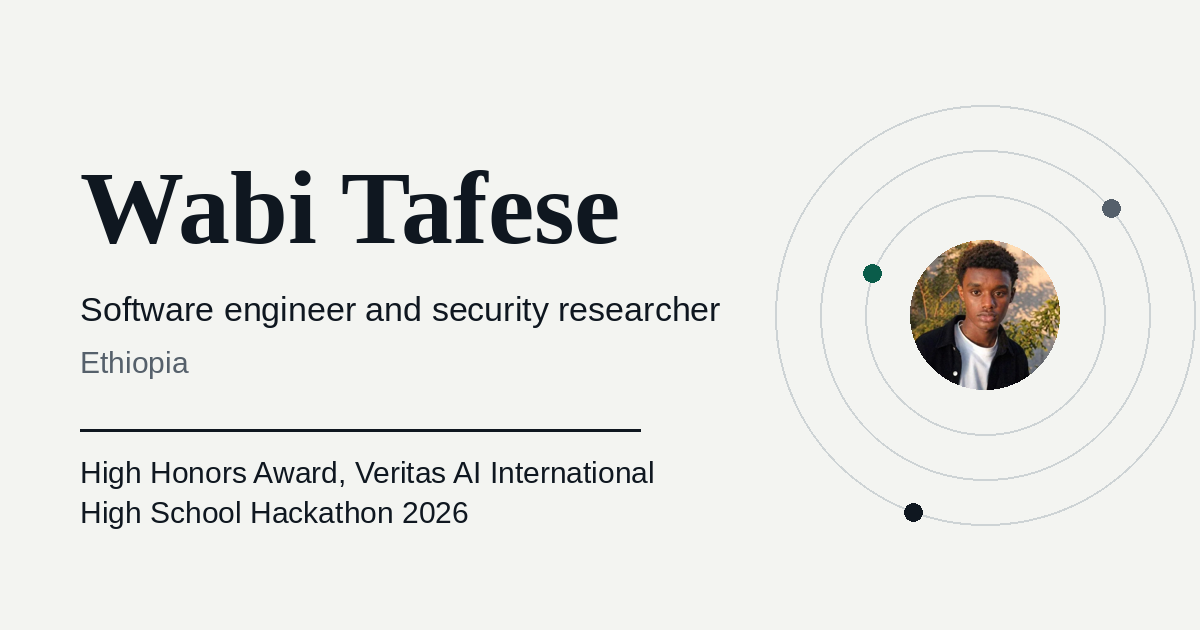 Wabi Tafese
Software engineer and security researcher
Ethiopia
High Honors Award, Veritas AI International
High School Hackathon 2026